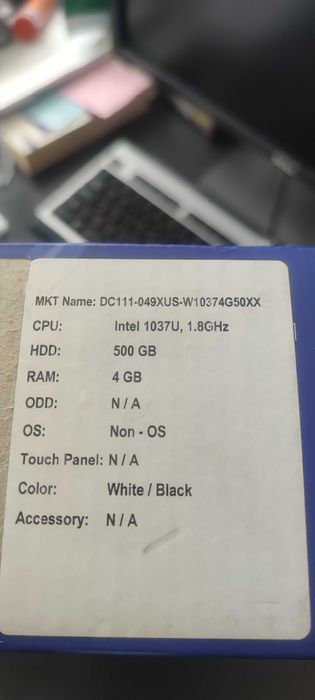 MKT Name: DC111-049XUS-W10374G50XX
CPU: Intel 1037U, 1.8GHz
HDD: 500 GB
RAM: 4 GB
ODD: N / A
OS: Non - OS
Touch Panel: N / A
Color: White / Black
Accessory: N / A